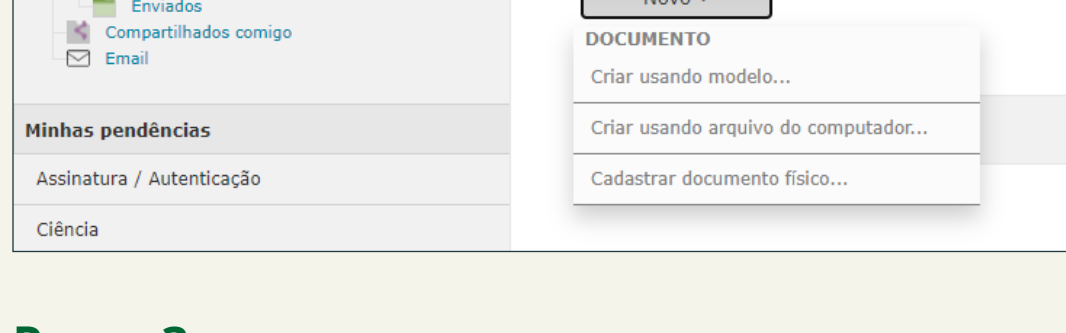 Enviados
Compartilhados comigo
Email
Minhas pendências
Assinatura / Autenticação
Ciência
Novo
DOCUMENTO
Criar usando modelo...
Criar usando arquivo do computador...
Cadastrar documento físico...